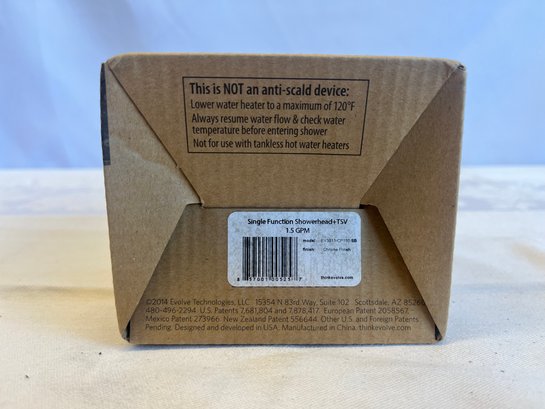 This is NOT an anti-scald device:
Lower water heater to a maximum of 120°F
Always resume water flow & check water
temperature before entering shower
Not for use with tankless hot water heaters
Single Function Showerhead+TSV
1.5 GPM
model
finish Chrome Finish
thinkevolve.com
©2014 Evolve Technologies, LLC. 15354 N 83rd. Way, Suite 102 . Scottsdale, AZ
480-496-2294 U.S. Patents 7,681,804 and 7,878,417. European Patent 2058567.
Mexico Patent 273966. New Zealand Patent 556644. Other U.S. and Foreign Patents
Pending. Designed and developed in USA. Manufactured in China. thinkevolve.com